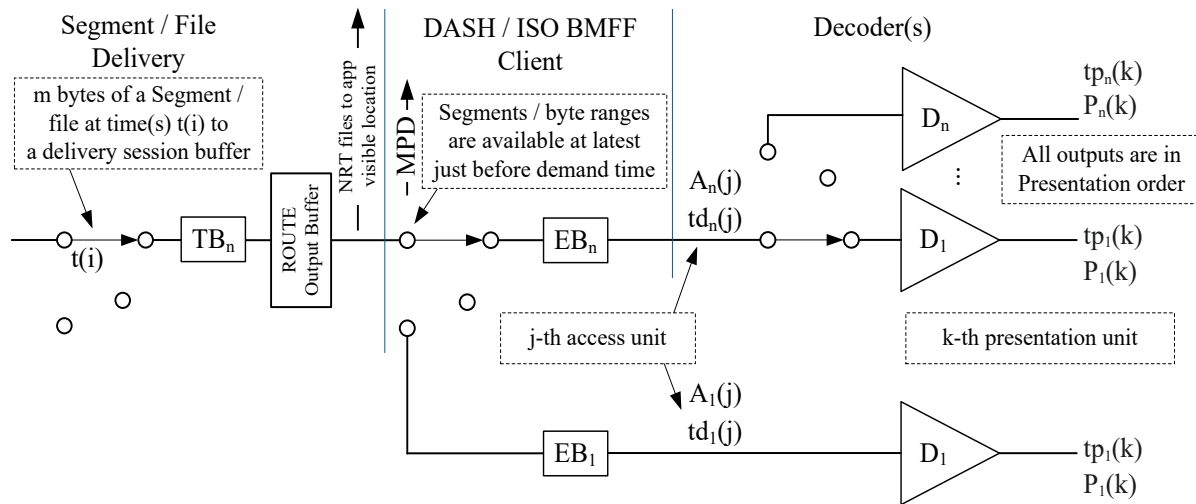 Segment / File
Delivery
m bytes of a Segment /
file at time(s) t(i) to
a delivery session buffer
t(i)
TBₙ
ROUTE
Output Buffer
NRT files to app
visible location
DASH / ISO BMFF
Client
MPD
Segments / byte ranges
are available at latest
just before demand time
EBₙ
Aₙ(j)
tdₙ(j)
j-th access unit
A₁(j)
td₁(j)
EB₁
Decoder(s)
Dₙ
tpₙ(k)
Pₙ(k)
...
All outputs are in
Presentation order
D₁
tp₁(k)
P₁(k)
k-th presentation unit
D₁
tp₁(k)
P₁(k)